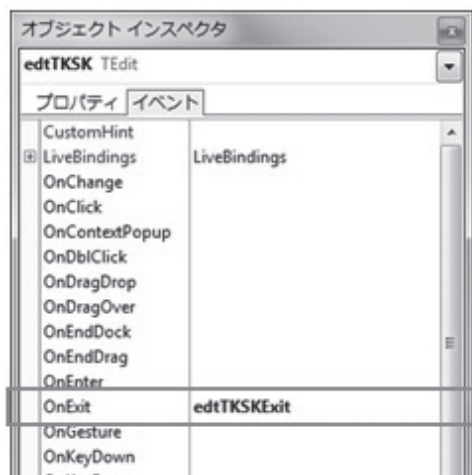 オブジェクト インスペクタ
edtTKSK TEdit
プロパティ イベント
CustomHint
LiveBindings LiveBindings
OnChange
OnClick
OnContextPopup
OnDblClick
OnDragDrop
OnDragOver
OnEndDock
OnEndDrag
OnEnter
OnExit edtTKSKExit
OnGesture
OnKeyDown